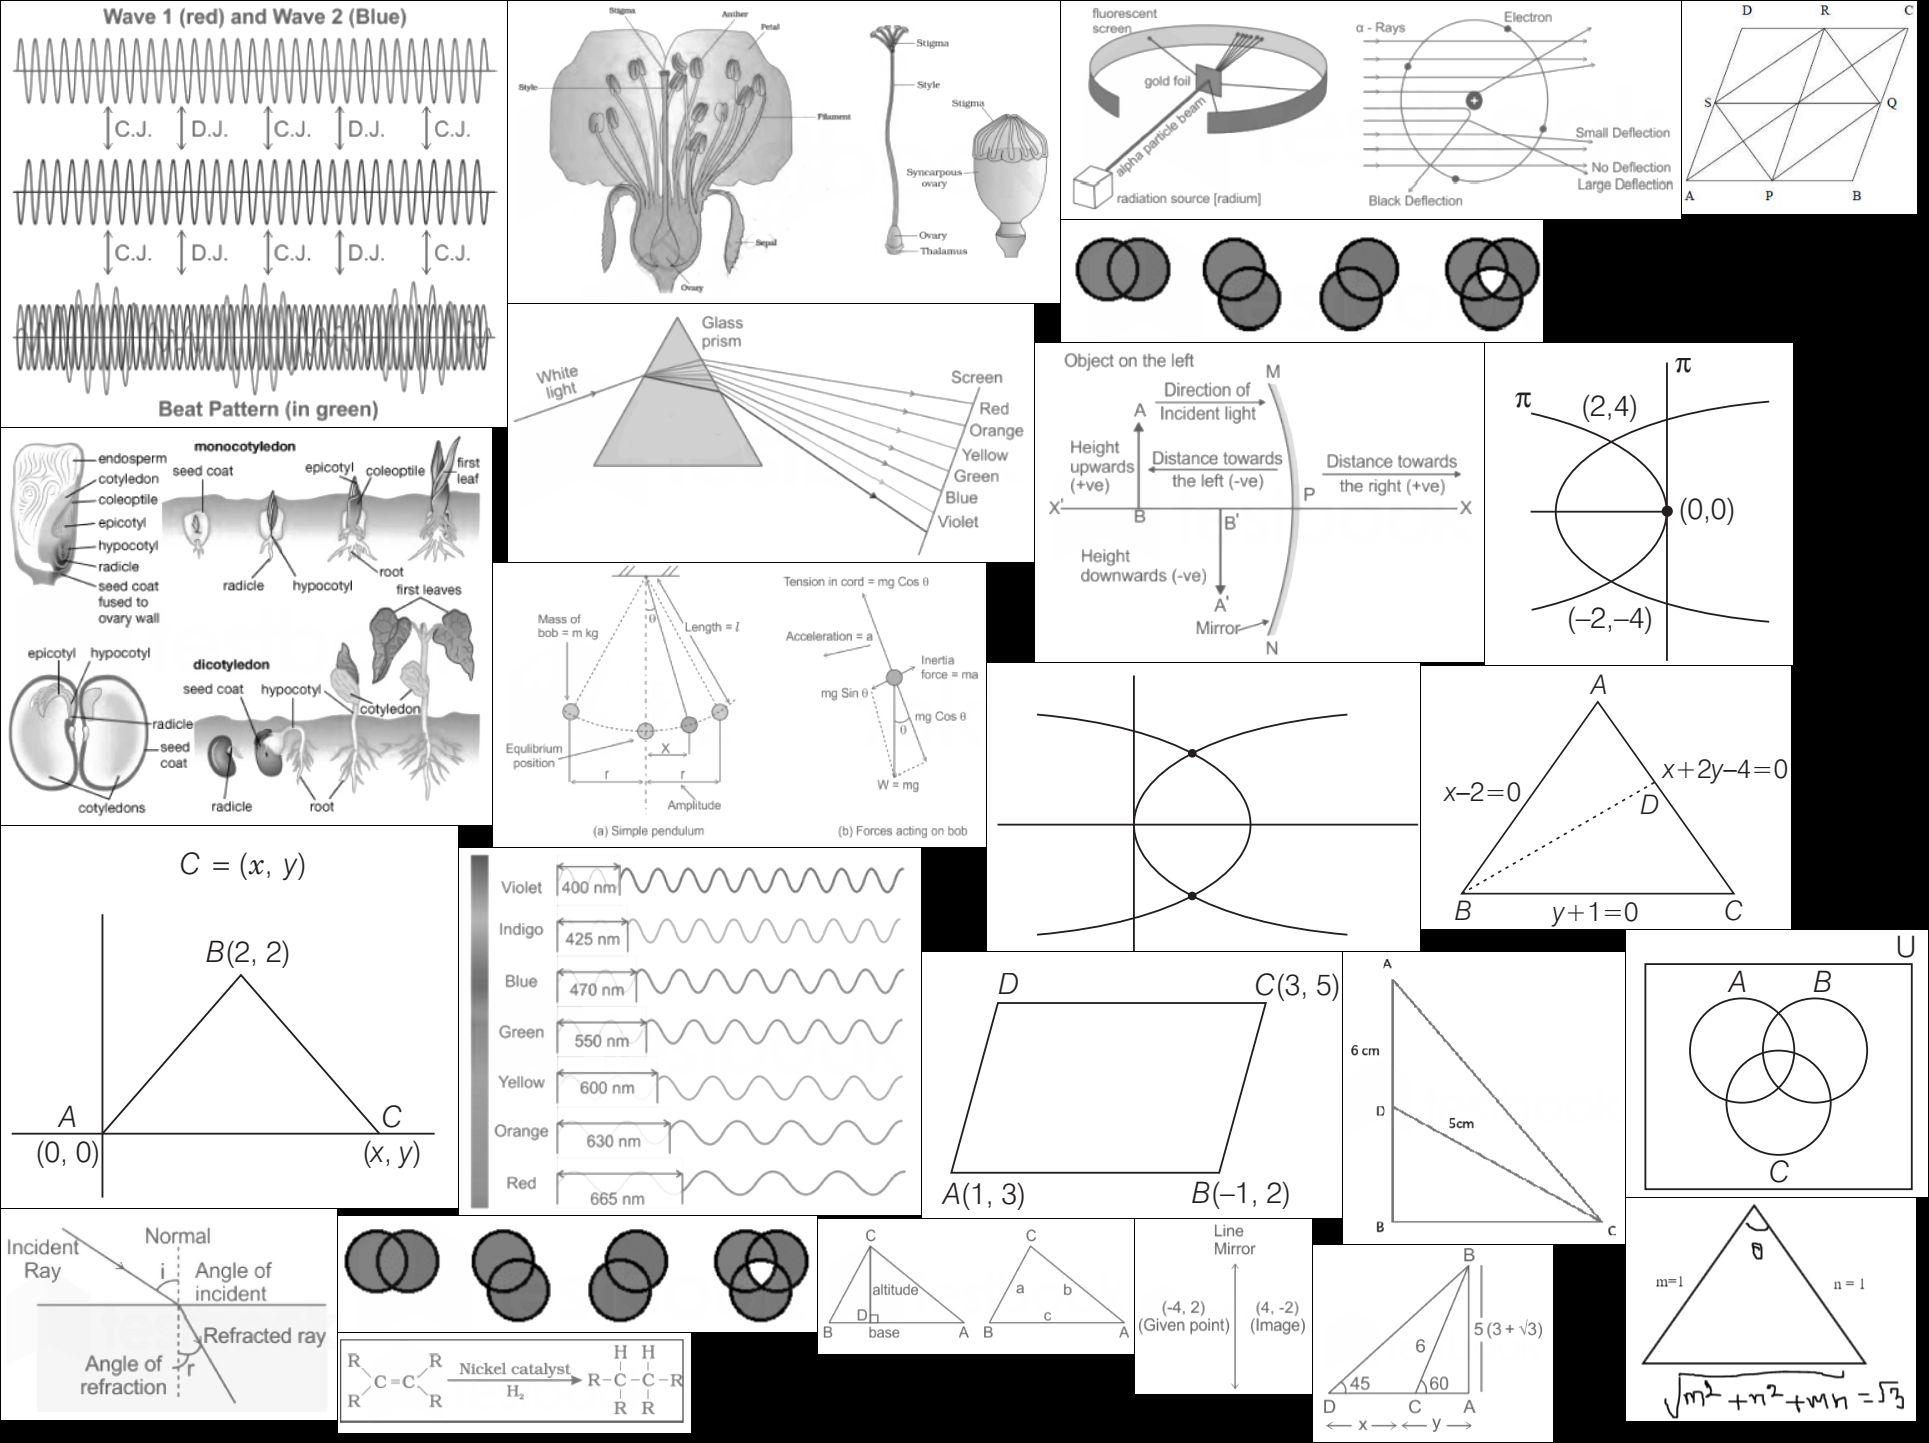 Wave 1 (red) and Wave 2 (Blue)
C.J. D.J. C.J. D.J. C.J.
C.J. D.J. C.J. D.J. C.J.
Beat Pattern (in green)
Stigma
Anther
Petal
Style
Filament
Sepal
Ovary
Stigma
Style
Ovary
Thalamus
Stigma
Syncarpous
ovary
fluorescent
screen
gold foil
alpha particle beam
radiation source [radium]
α - Rays
Electron
Small Deflection
No Deflection
Large Deflection
Black Deflection
D R C
S Q
A P B
White
light
Glass
prism
Screen
Red
Orange
Yellow
Green
Blue
Violet
Object on the left
M
Direction of
Incident light
A
Height
upwards
(+ve)
Distance towards
the left (-ve)
Distance towards
the right (+ve)
P
X' B B' X
Height
downwards (-ve)
A'
Mirror
N
π
π
(2,4)
(0,0)
(–2,–4)
monocotyledon
endosperm
cotyledon
coleoptile
epicotyl
hypocotyl
radicle
seed coat
fused to
ovary wall
seed coat
epicotyl
coleoptile
first
leaf
radicle
hypocotyl
root
first leaves
epicotyl
hypocotyl
dicotyledon
seed coat
hypocotyl
cotyledon
radicle
seed
coat
cotyledons
radicle
root
Mass of
bob = m kg
θ
Length = l
Equlibrium
position
X
r r
Amplitude
(a) Simple pendulum
Tension in cord = mg Cos θ
Acceleration = a
Inertia
force = ma
mg Sin θ
mg Cos θ
θ
W = mg
(b) Forces acting on bob
A
x–2=0
x+2y–4=0
D
B
y+1=0
C
C = (x, y)
B(2, 2)
A
(0, 0)
C
(x, y)
Violet 400 nm
Indigo 425 nm
Blue 470 nm
Green 550 nm
Yellow 600 nm
Orange 630 nm
Red 665 nm
D C(3, 5)
A(1, 3) B(–1, 2)
A
6 cm
D
5cm
B C
U
A B
C
Incident
Ray
Normal
i
Angle of
incident
Refracted ray
Angle of
refraction
r
R R
C=C
R R
Nickel catalyst
H2
H H
R–C–C–R
R R
C
altitude
D
B base A
C
a b
c
B A
Line
Mirror
(-4, 2)
(Given point)
(4, -2)
(Image)
B
5 (3 + √3)
6
45 60
D C A
x y
θ
m=1 n = 1
√m²+n²+mn = √3